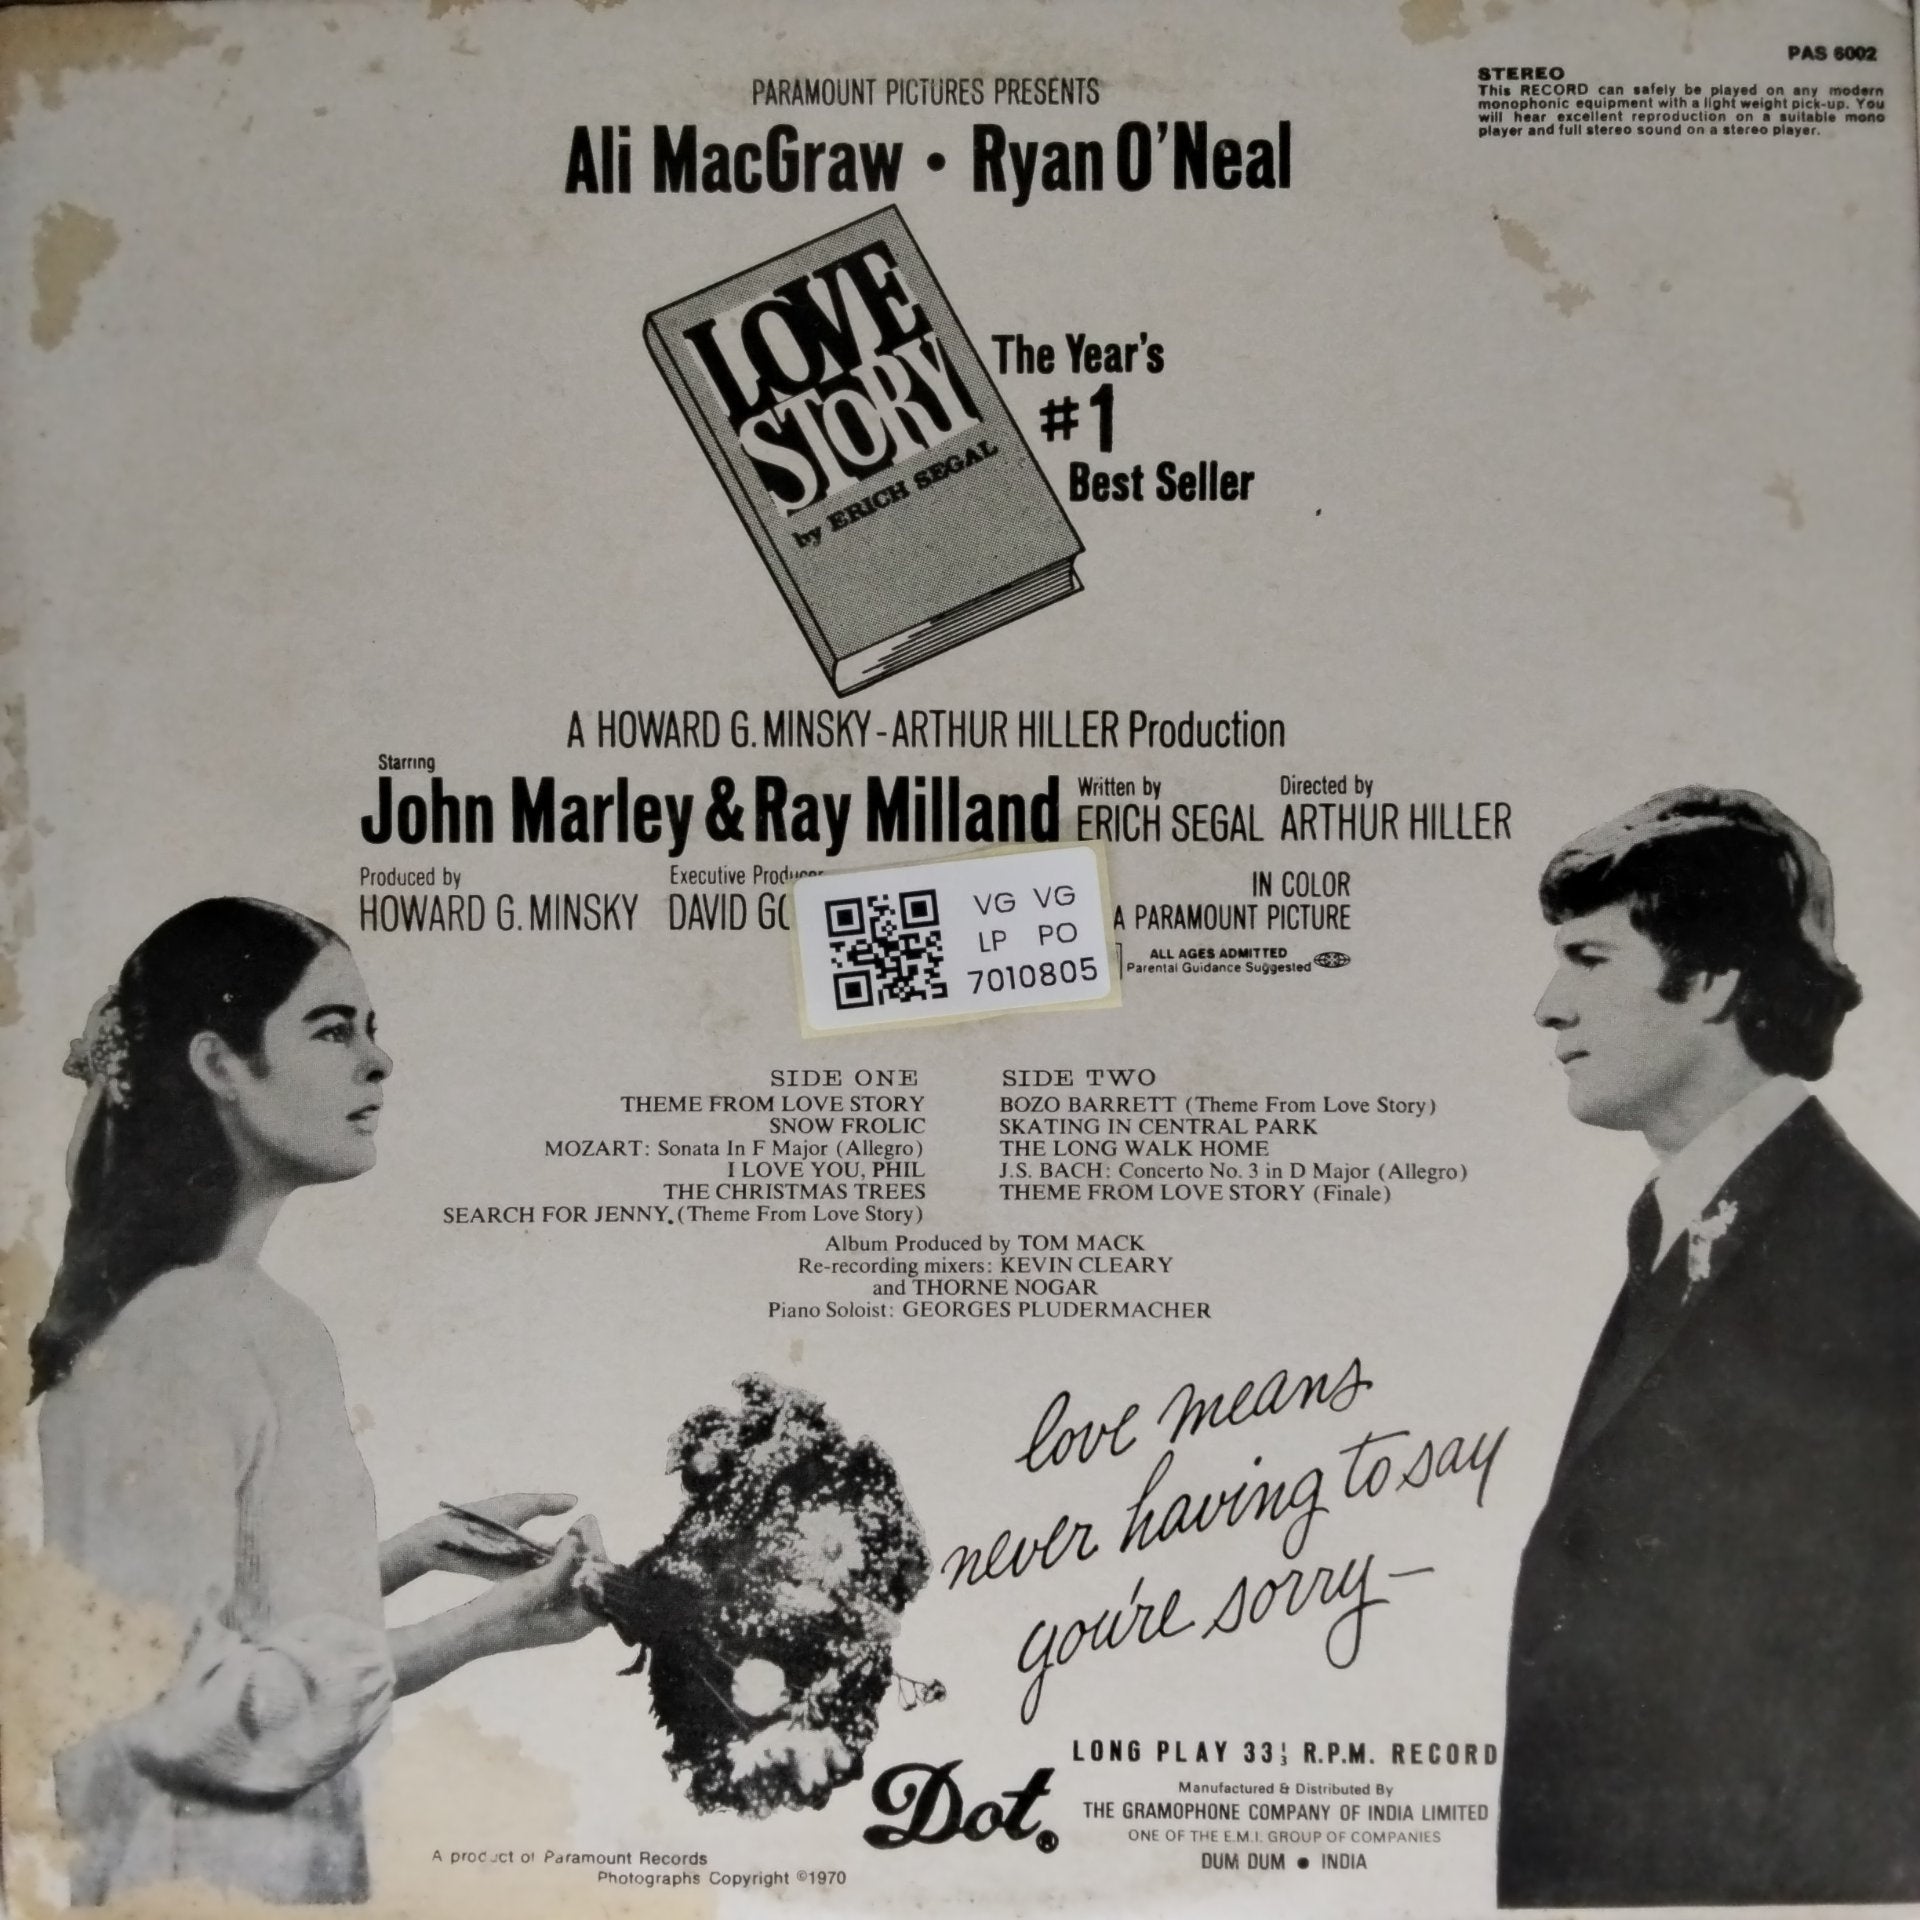 PAS 6002
STEREO
This RECORD can safely be played on any modern
monophonic equipment with a light weight pick-up. You
will hear excellent reproduction on a suitable mono
player and full stereo sound on a stereo player.
PARAMOUNT PICTURES PRESENTS
Ali MacGraw • Ryan O'Neal
LOVE
STORY
by ERICH SEGAL
The Year's
#1
Best Seller
A HOWARD G. MINSKY-ARTHUR HILLER Production
Starring
John Marley & Ray Milland
Written by
ERICH SEGAL
Directed by
ARTHUR HILLER
Produced by
HOWARD G. MINSKY
Executive Producer
DAVID
IN COLOR
A PARAMOUNT PICTURE
ALL AGES ADMITTED
Parental Guidance Suggested
VG VG
LP PO
7010805
SIDE ONE
THEME FROM LOVE STORY
SNOW FROLIC
MOZART: Sonata In F Major (Allegro)
I LOVE YOU, PHIL
THE CHRISTMAS TREES
SEARCH FOR JENNY. (Theme From Love Story)
SIDE TWO
BOZO BARRETT (Theme From Love Story)
SKATING IN CENTRAL PARK
THE LONG WALK HOME
J.S. BACH: Concerto No. 3 in D Major (Allegro)
THEME FROM LOVE STORY (Finale)
Album Produced by TOM MACK
Re-recording mixers: KEVIN CLEARY
and THORNE NOGAR
Piano Soloist: GEORGES PLUDERMACHER
love means
never having to say
you're sorry—
Dot®
LONG PLAY 33⅓ R.P.M. RECORD
Manufactured & Distributed By
THE GRAMOPHONE COMPANY OF INDIA LIMITED
ONE OF THE E.M.I. GROUP OF COMPANIES
DUM DUM • INDIA
A product of Paramount Records
Photographs Copyright ©1970